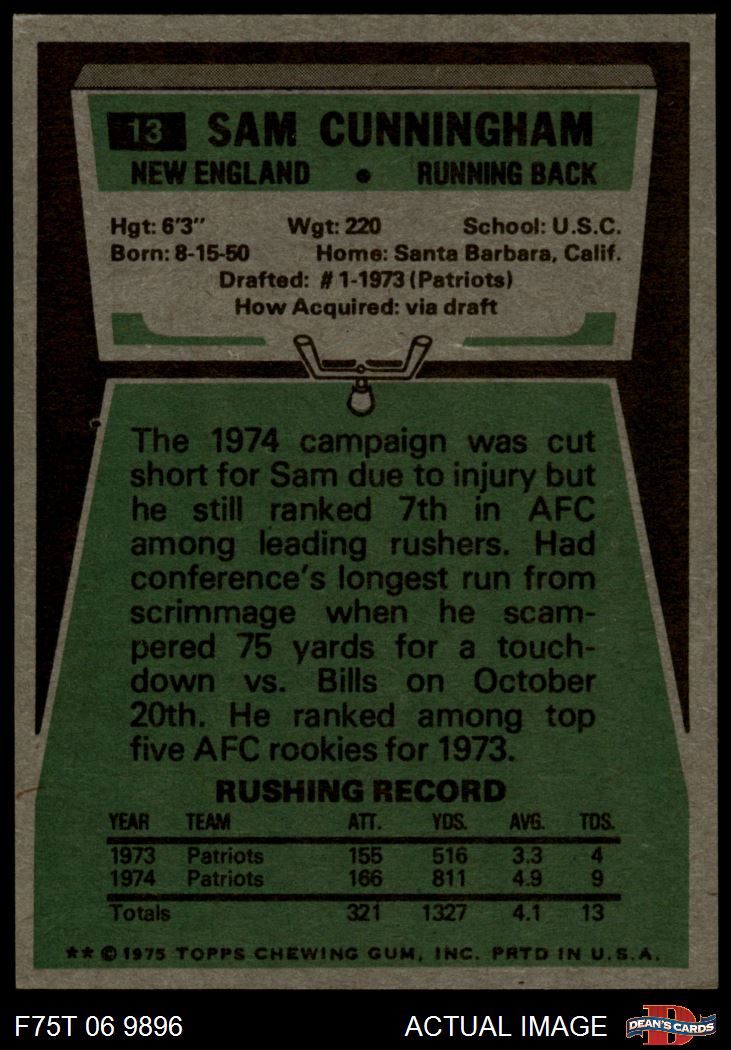 13 SAM CUNNINGHAM
NEW ENGLAND • RUNNING BACK
Hgt: 6'3" Wgt: 220 School: U.S.C.
Born: 8-15-50 Home: Santa Barbara, Calif.
Drafted: #1-1973 (Patriots)
How Acquired: via draft
The 1974 campaign was cut
short for Sam due to injury but
he still ranked 7th in AFC
among leading rushers. Had
conference's longest run from
scrimmage when he scam-
pered 75 yards for a touch-
down vs. Bills on October
20th. He ranked among top
five AFC rookies for 1973.
RUSHING RECORD
YEAR TEAM ATT. YDS. AVG. TDS.
1973 Patriots 155 516 3.3 4
1974 Patriots 166 811 4.9 9
Totals 321 1327 4.1 13
** © 1975 TOPPS CHEWING GUM, INC. PRTD IN U.S.A.
F75T 06 9896 ACTUAL IMAGE D DEAN'S CARDS